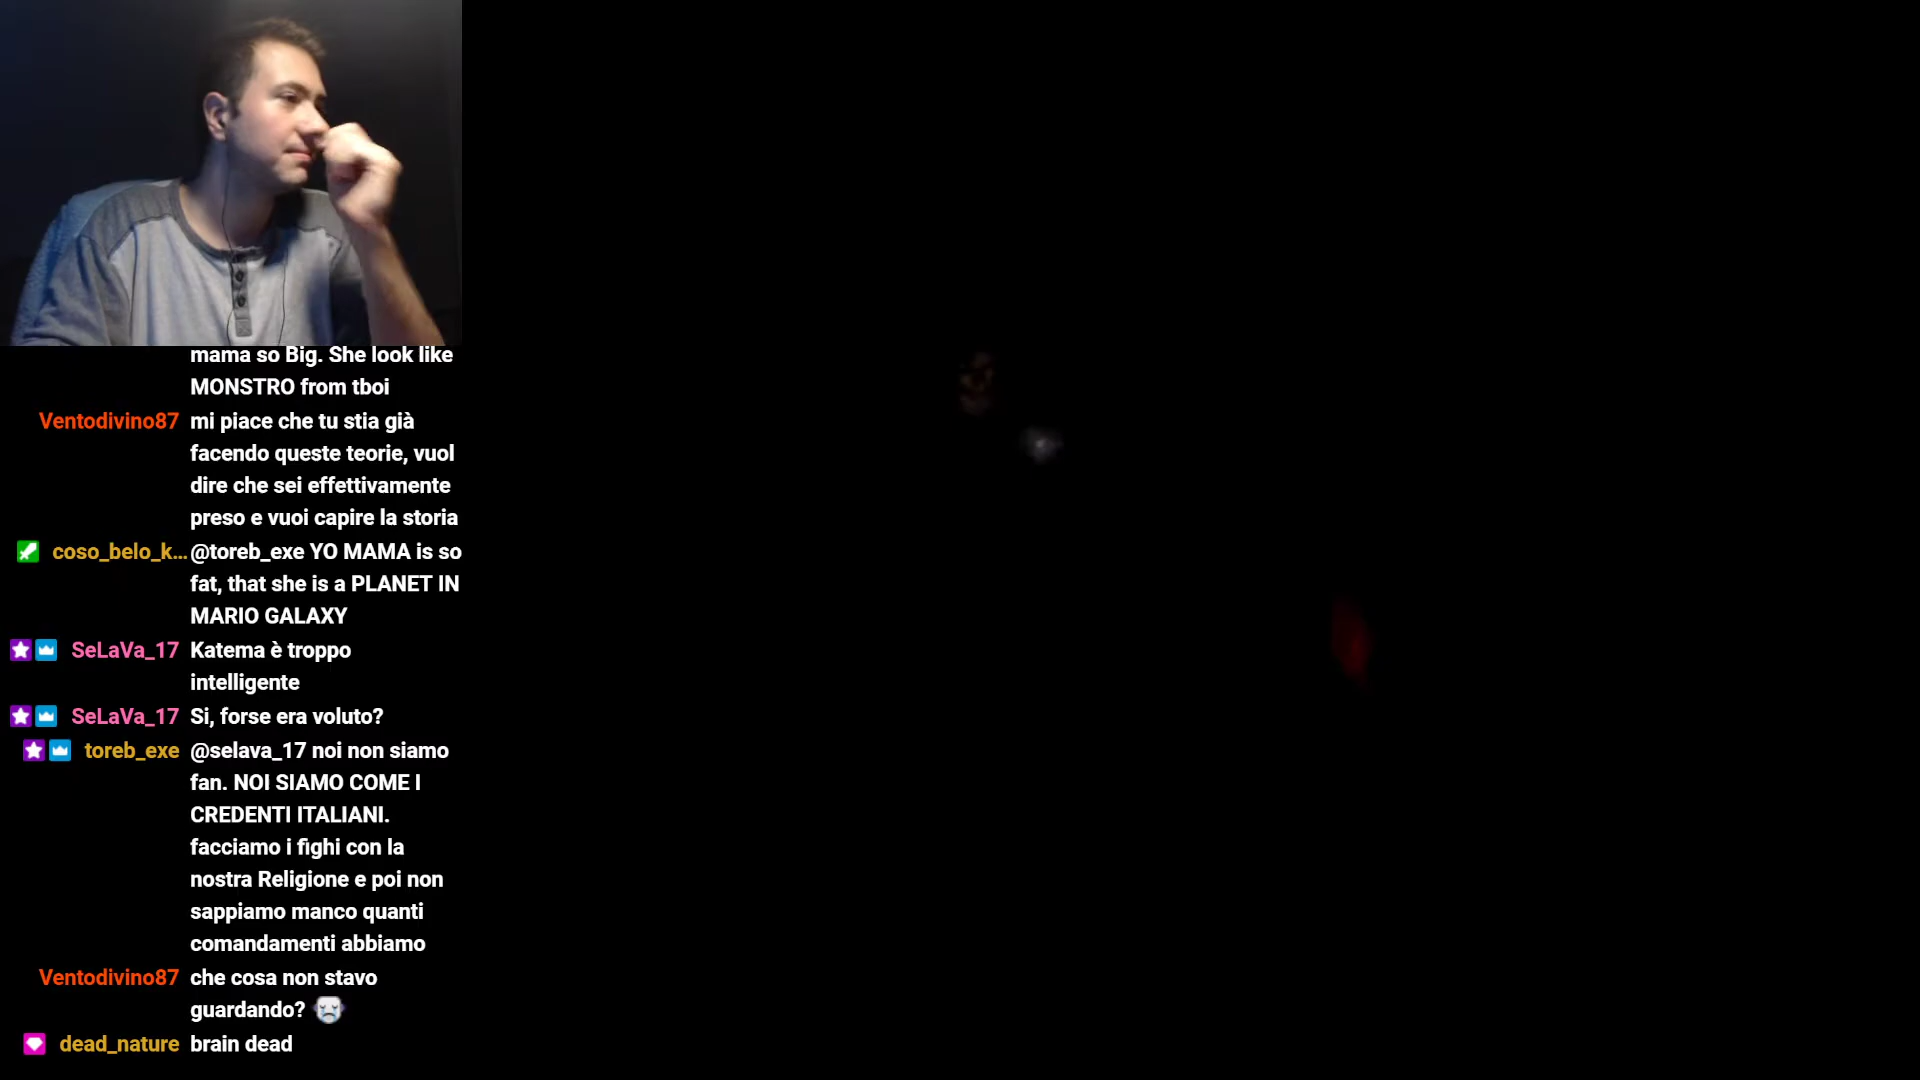 mama so Big. She look like
MONSTRO from tboi
Ventodivino87 mi piace che tu stia già
facendo queste teorie, vuol
dire che sei effettivamente
preso e vuoi capire la storia
coso_belo_k... @toreb_exe YO MAMA is so
fat, that she is a PLANET IN
MARIO GALAXY
SeLaVa_17 Katema è troppo
intelligente
SeLaVa_17 Si, forse era voluto?
toreb_exe @selava_17 noi non siamo
fan. NOI SIAMO COME I
CREDENTI ITALIANI.
facciamo i fighi con la
nostra Religione e poi non
sappiamo manco quanti
comandamenti abbiamo
Ventodivino87 che cosa non stavo
guardando?
dead_nature brain dead